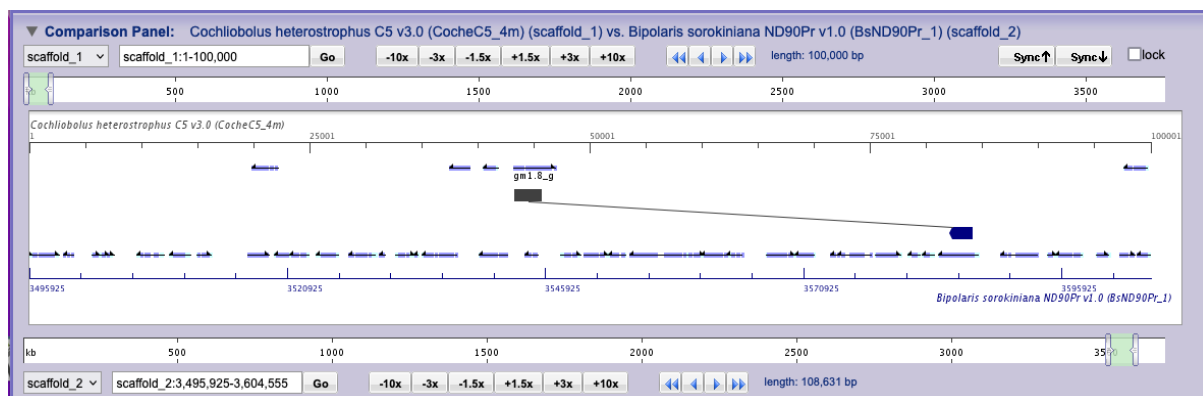 ▼ Comparison Panel: Cochliobolus heterostrophus C5 v3.0 (CocheC5_4m) (scaffold_1) vs. Bipolaris sorokiniana ND90Pr v1.0 (BsND90Pr_1) (scaffold_2)
scaffold_1 scaffold_1:1-100,000 Go -10x -3x -1.5x +1.5x +3x +10x length: 100,000 bp Sync↑ Sync↓ lock
500 1000 1500 2000 2500 3000 3500
Cochliobolus heterostrophus C5 v3.0 (CocheC5_4m)
1 25001 50001 75001 100001
gm1.8_g
3495925 3520925 3545925 3570925 3595925
Bipolaris sorokiniana ND90Pr v1.0 (BsND90Pr_1)
kb 500 1000 1500 2000 2500 3000
scaffold_2 scaffold_2:3,495,925-3,604,555 Go -10x -3x -1.5x +1.5x +3x +10x length: 108,631 bp